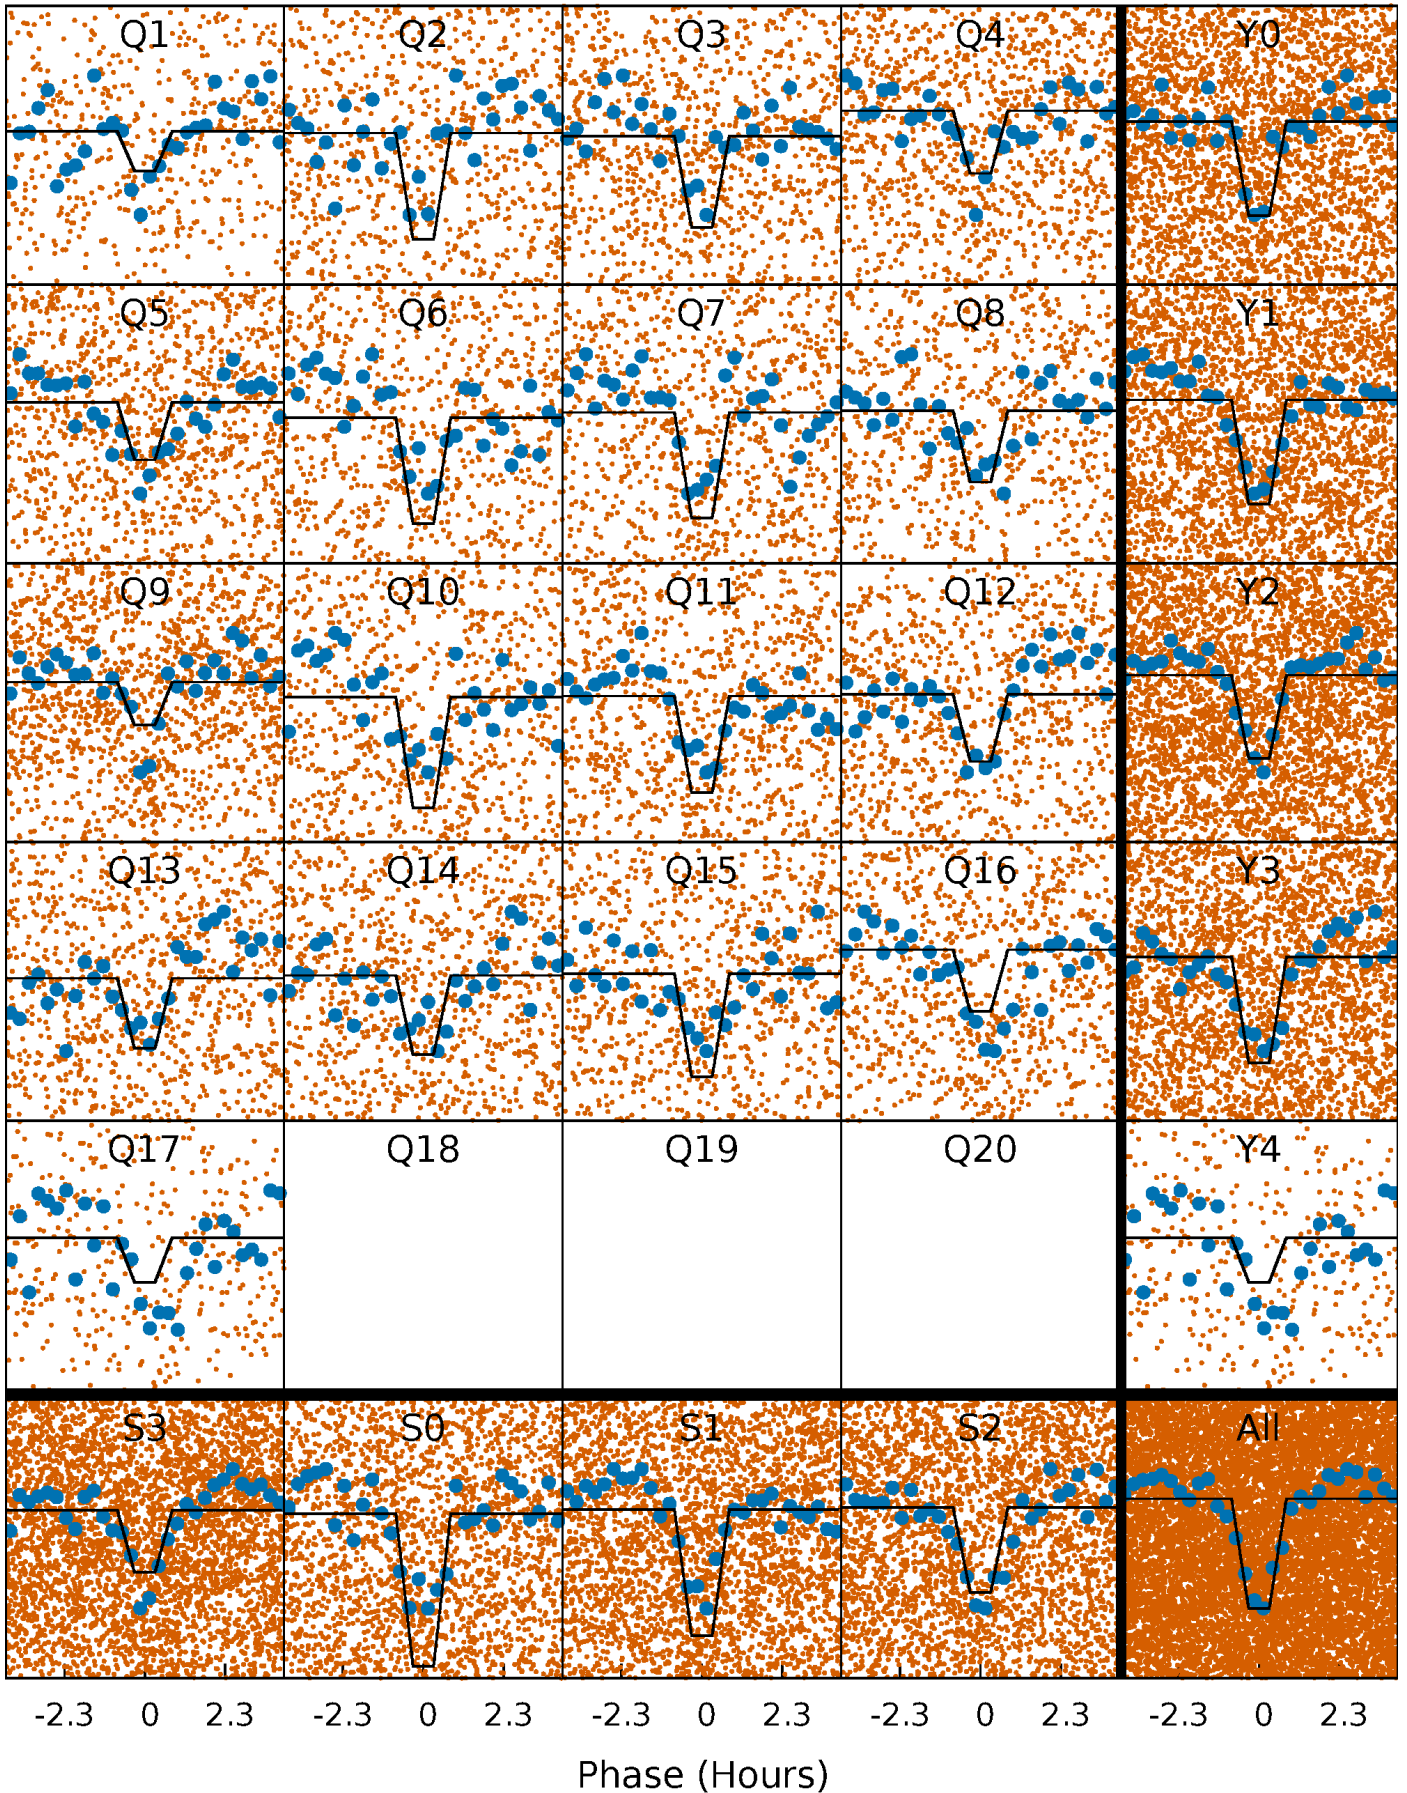 Q1 Q2 Q3 Q4 Y0
Q5 Q6 Q7 Q8 Y1
Q9 Q10 Q11 Q12 Y2
Q13 Q14 Q15 Q16 Y3
Q17 Q18 Q19 Q20 Y4
S3 S0 S1 S2 All
-2.3 0 2.3 -2.3 0 2.3 -2.3 0 2.3 -2.3 0 2.3 -2.3 0 2.3
Phase (Hours)